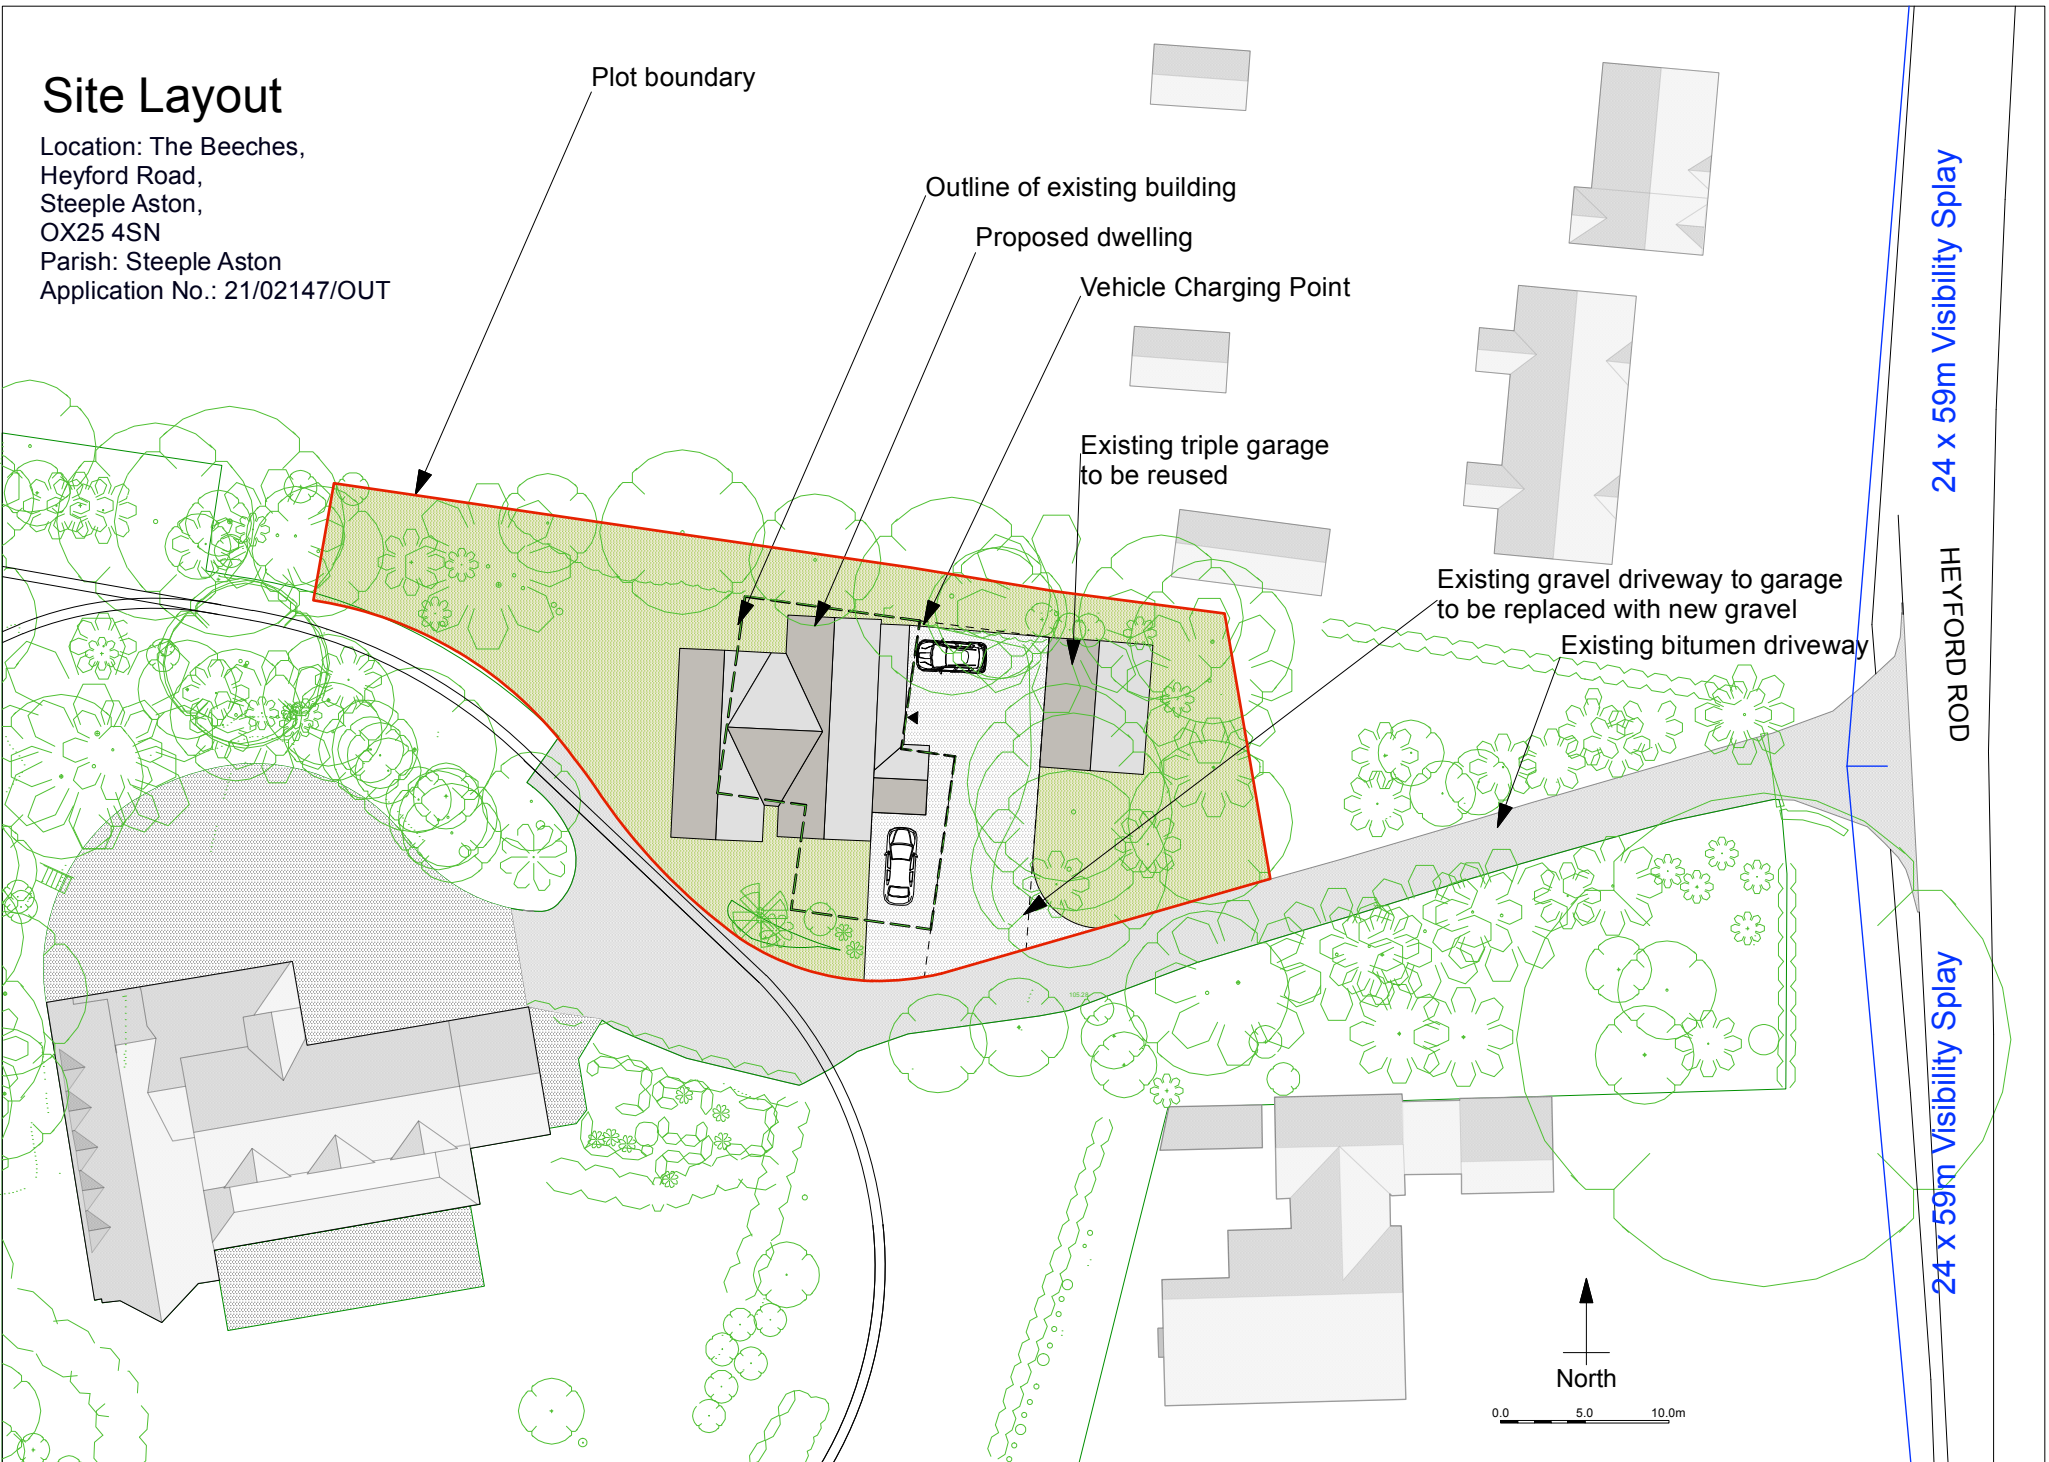 Site Layout
Location: The Beeches,
Heyford Road,
Steeple Aston,
OX25 4SN
Parish: Steeple Aston
Application No.: 21/02147/OUT
Plot boundary
Outline of existing building
Proposed dwelling
Vehicle Charging Point
Existing triple garage
to be reused
Existing gravel driveway to garage
to be replaced with new gravel
Existing bitumen driveway
24 x 59m Visibility Splay
HEYFORD ROD
24 x 59m Visibility Splay
North
0.0 5.0 10.0m